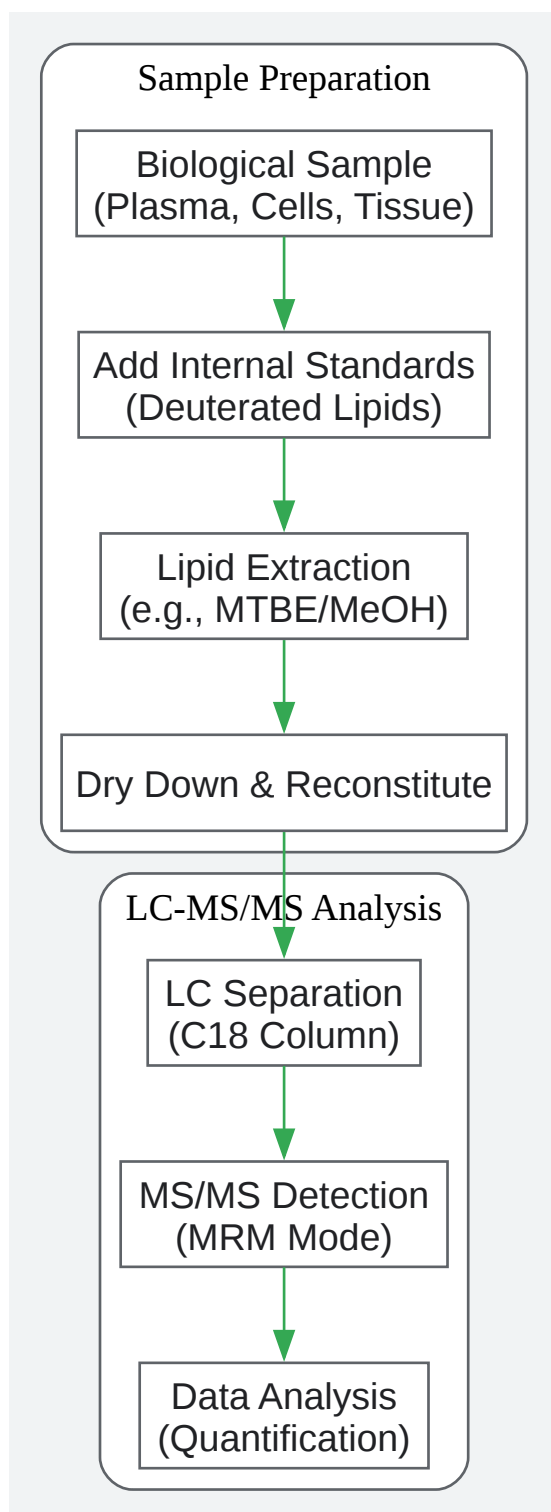 Sample Preparation
Biological Sample
(Plasma, Cells, Tissue)
Add Internal Standards
(Deuterated Lipids)
Lipid Extraction
(e.g., MTBE/MeOH)
Dry Down & Reconstitute
LC-MS/MS Analysis
LC Separation
(C18 Column)
MS/MS Detection
(MRM Mode)
Data Analysis
(Quantification)